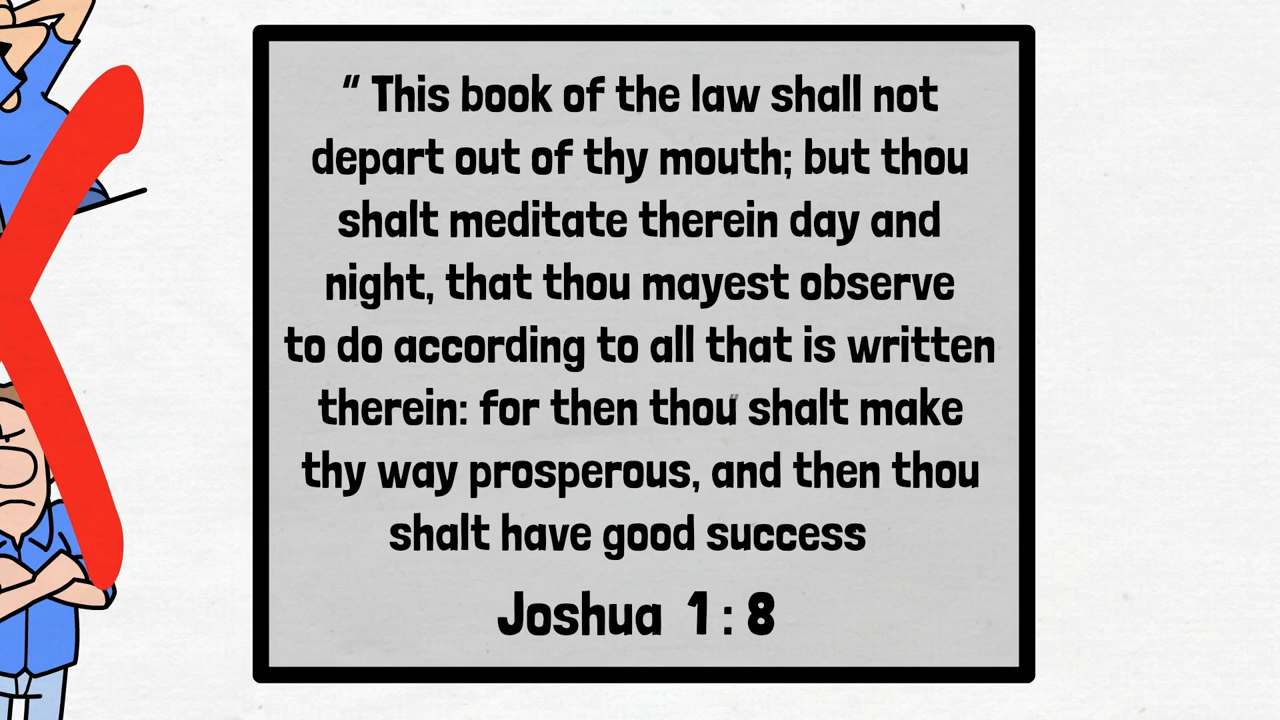 “ This book of the law shall not
depart out of thy mouth; but thou
shalt meditate therein day and
night, that thou mayest observe
to do according to all that is written
therein: for then thou” shalt make
thy way prosperous, and then thou
shalt have good success
Joshua 1 : 8